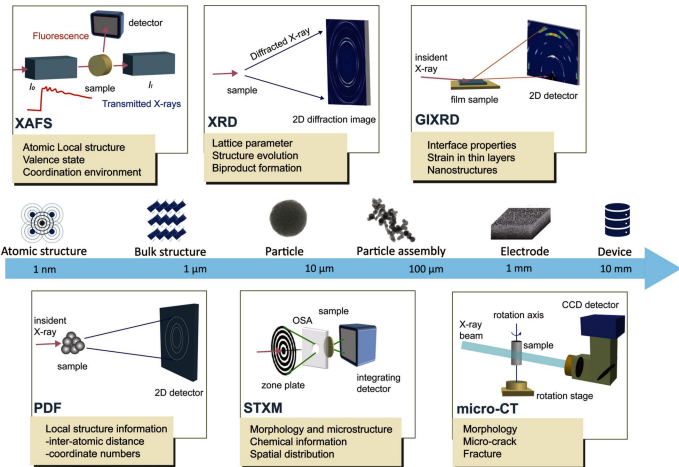 detector
Fluorescence
I0
sample
I1
Transmitted X-rays
XAFS
Atomic Local structure
Valence state
Coordination environment
Diffracted X-ray
sample
2D diffraction image
XRD
Lattice parameter
Structure evolution
Biproduct formation
insident
X-ray
film sample
2D detector
GIXRD
Interface properties
Strain in thin layers
Nanostructures
Atomic structure
Bulk structure
Particle
Particle assembly
Electrode
Device
1 nm
1 μm
10 μm
100 μm
1 mm
10 mm
insident
X-ray
sample
2D detector
PDF
Local structure information
-inter-atomic distance
-coordinate numbers
sample
OSA
zone plate
integrating
detector
STXM
Morphology and microstructure
Chemical information
Spatial distribution
CCD detector
rotation axis
X-ray
beam
sample
rotation stage
micro-CT
Morphology
Micro-crack
Fracture